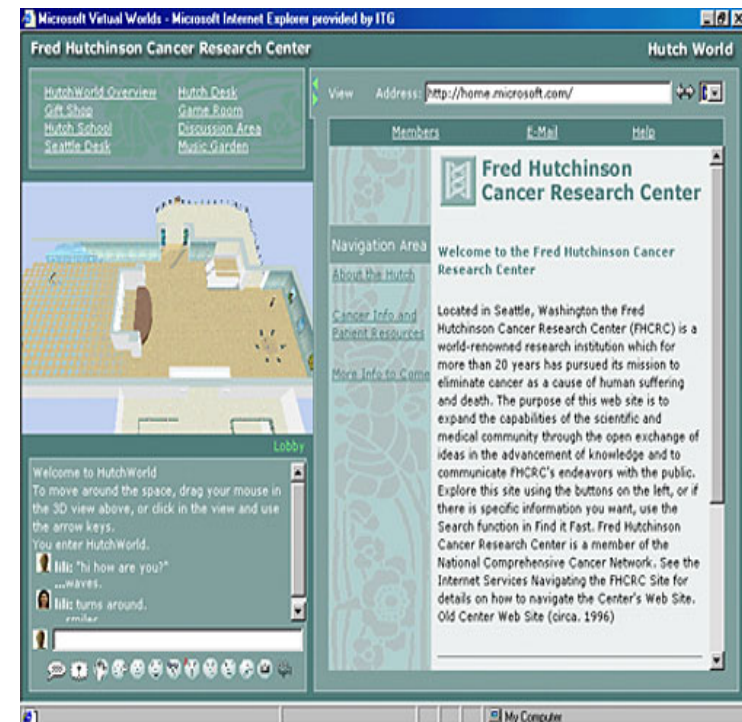 Microsoft Virtual Worlds - Microsoft Internet Explorer provided by ITG
Fred Hutchinson Cancer Research Center
Hutch World
HutchWorld Overview
Hutch Desk
Gift Shop
Game Room
Hutch School
Discussion Area
Seattle Desk
Music Garden
Lobby
Welcome to HutchWorld
To move around the space, drag your mouse in
the 3D view above, or click in the view and use
the arrow keys.
You enter HutchWorld.
lili: "hi how are you?"
...waves.
lili: turns around.
...smiles
View Address: http://home.microsoft.com/
Members E-Mail Help
Fred Hutchinson
Cancer Research Center
Navigation Area
About the Hutch
Cancer Info and
Patient Resources
More Info to Come
Welcome to the Fred Hutchinson Cancer
Research Center
Located in Seattle, Washington the Fred
Hutchinson Cancer Research Center (FHCRC) is a
world-renowned research institution which for
more than 20 years has pursued its mission to
eliminate cancer as a cause of human suffering
and death. The purpose of this web site is to
expand the capabilities of the scientific and
medical community through the open exchange of
ideas in the advancement of knowledge and to
communicate FHCRC's endeavors with the public.
Explore this site using the buttons on the left, or if
there is specific information you want, use the
Search function in Find it Fast. Fred Hutchinson
Cancer Research Center is a member of the
National Comprehensive Cancer Network. See the
Internet Services Navigating the FHCRC Site for
details on how to navigate the Center's Web Site.
Old Center Web Site (circa. 1996)
My Computer